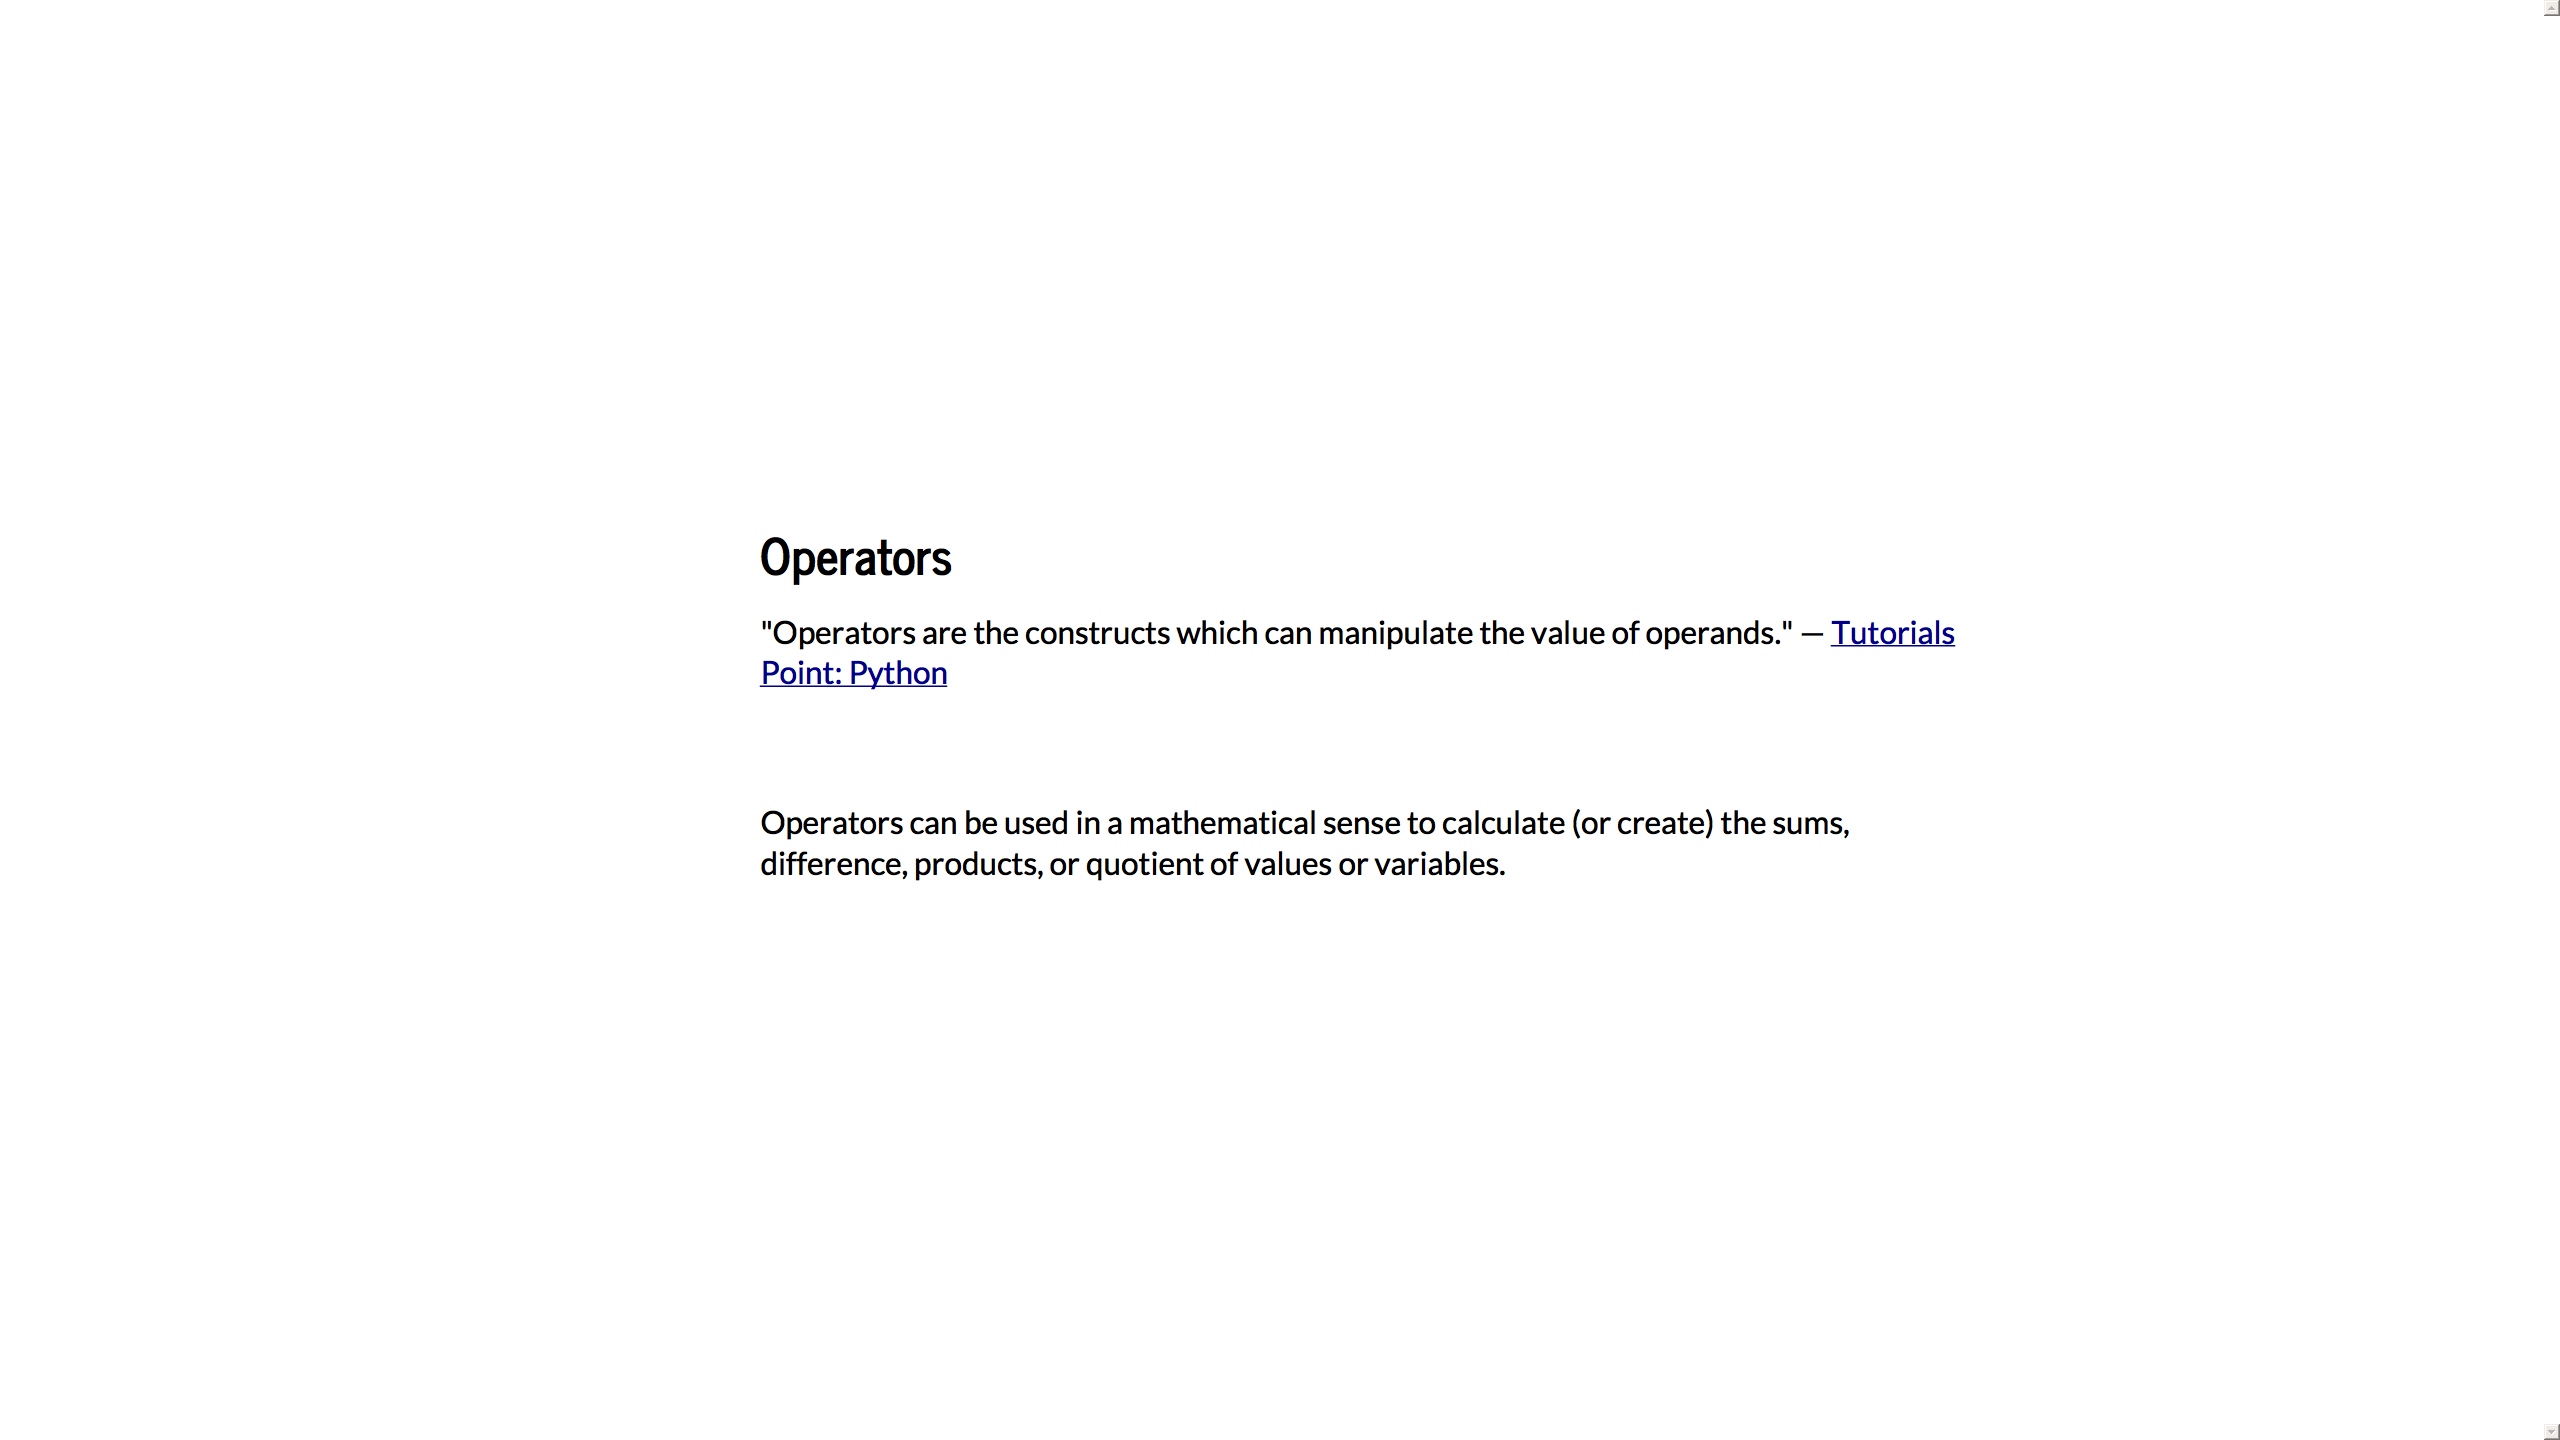 Operators
"Operators are the constructs which can manipulate the value of operands." — Tutorials
Point: Python
Operators can be used in a mathematical sense to calculate (or create) the sums,
difference, products, or quotient of values or variables.